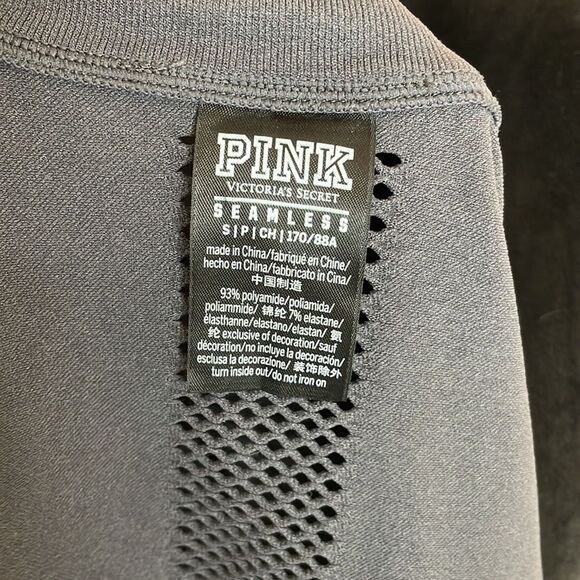 PINK
VICTORIA'S SECRET
SEAMLESS
S|P|CH|170/88A
made in China/fabriqué en Chine/
hecho en China/fabbricato in Cina/
中国制造
93% polyamide/poliamida/
poliammide/ 锦纶 7% elastane/
élasthanne/elastano/elastan/ 氨
纶 exclusive of decoration/sauf
décoration/no incluye la decoración/
esclusa la decorazione/ 装饰除外
turn inside out/do not iron on